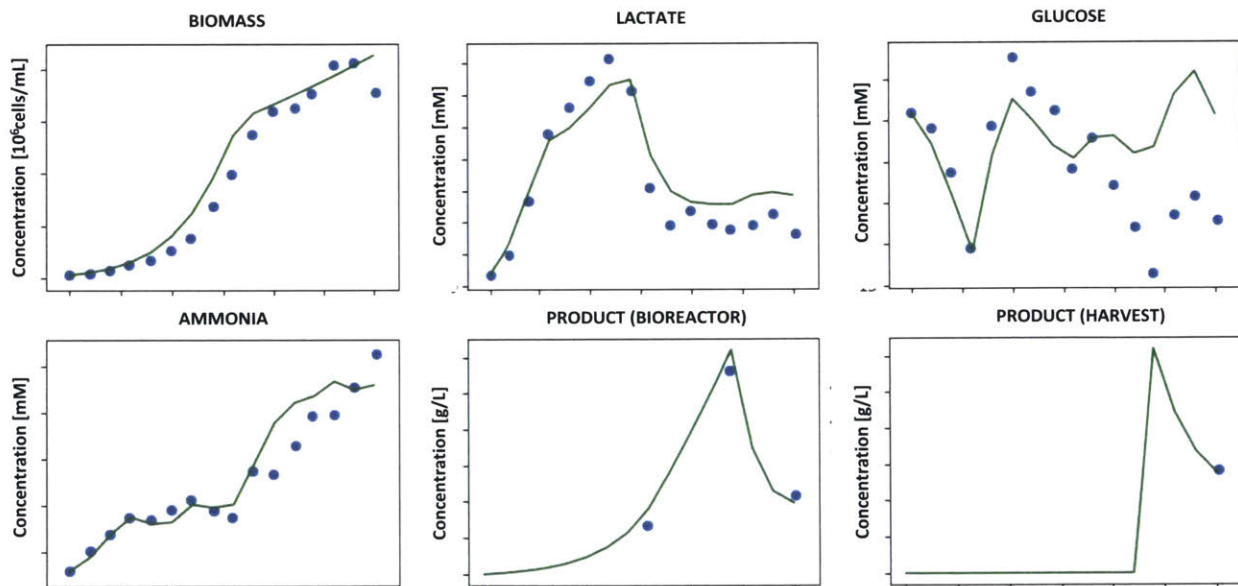 BIOMASS
LACTATE
GLUCOSE
Concentration [10⁶cells/mL]
Concentration [mM]
Concentration [mM]
AMMONIA
PRODUCT (BIOREACTOR)
PRODUCT (HARVEST)
Concentration [mM]
Concentration [g/L]
Concentration [g/L]